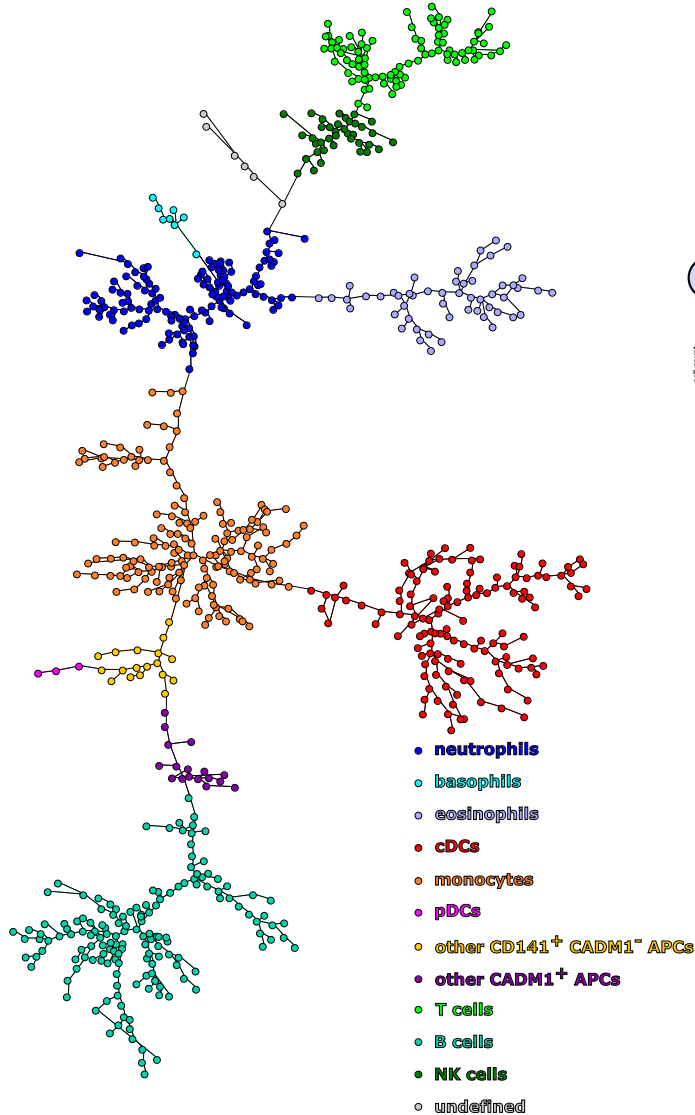 neutrophils
basophils
eosinophils
cDCs
monocytes
pDCs
other CD141+ CADM1- APCs
other CADM1+ APCs
T cells
B cells
NK cells
undefined